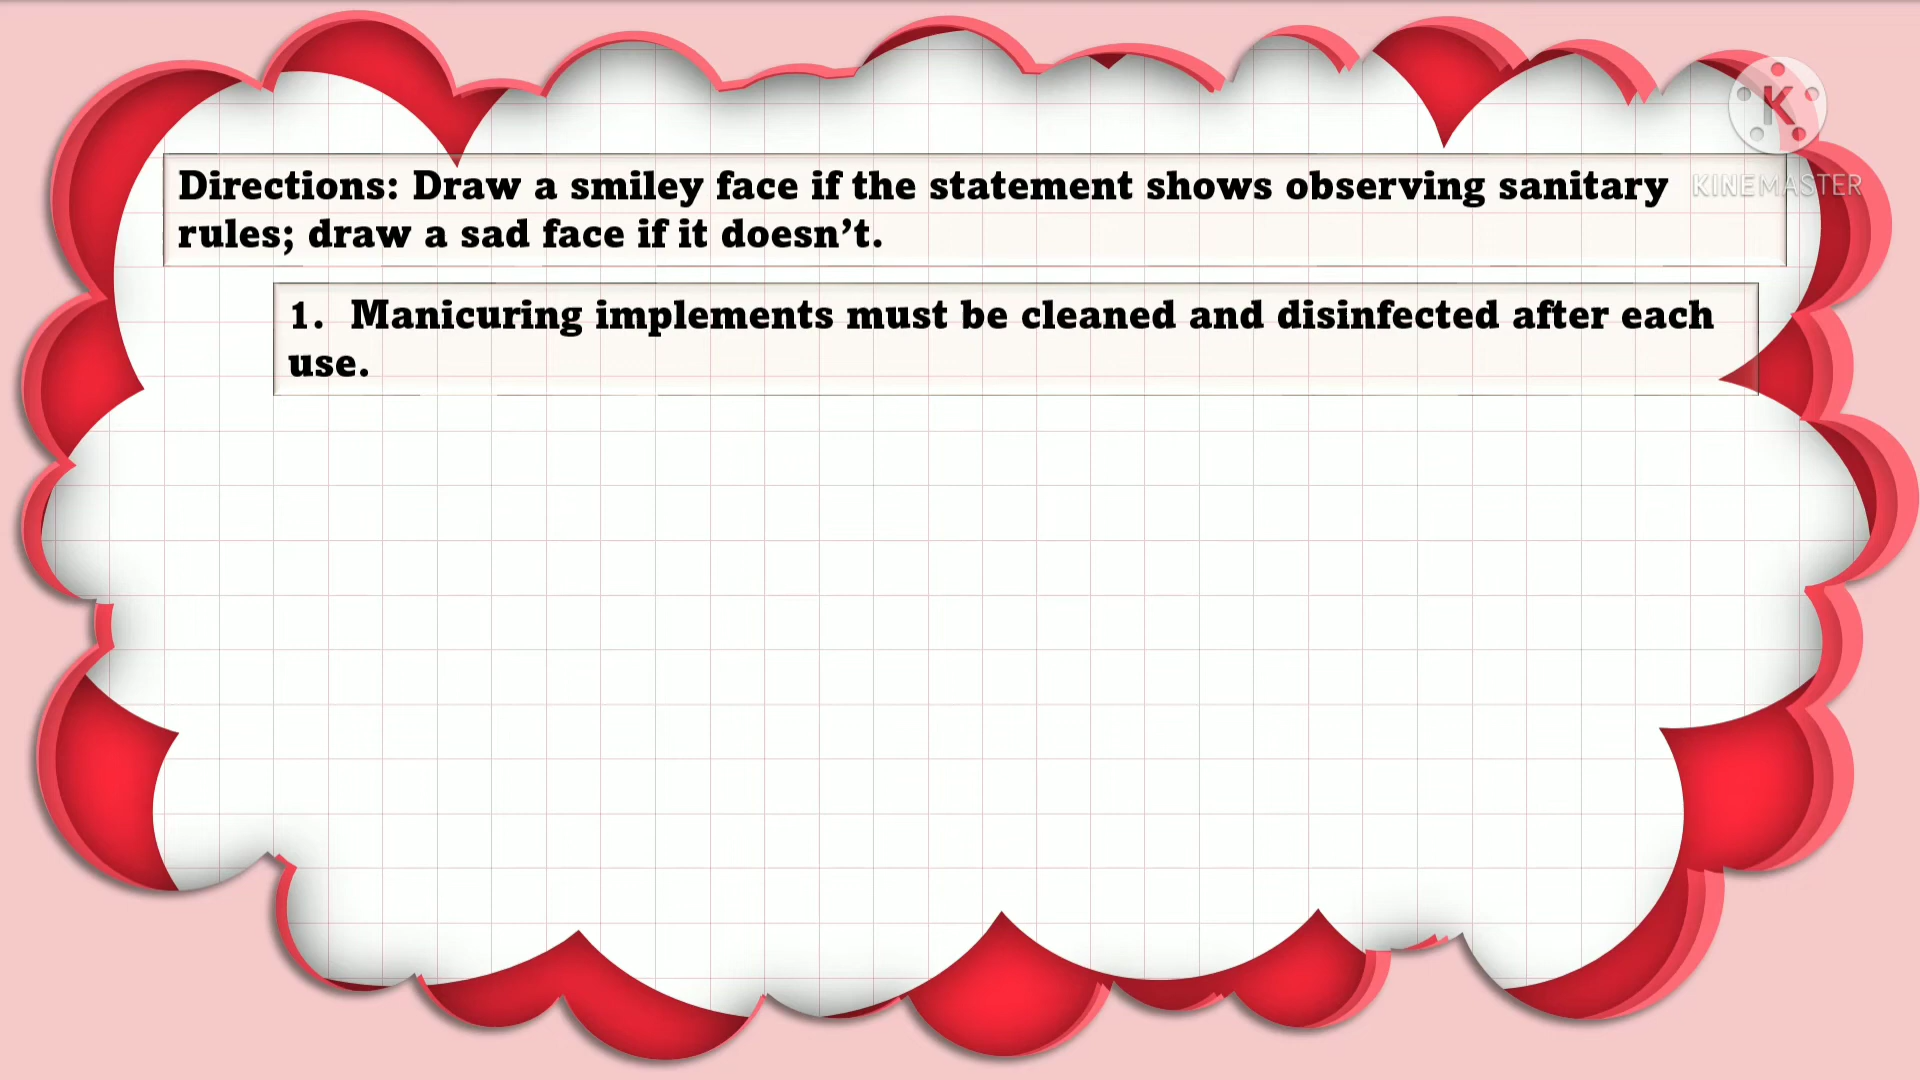 Directions: Draw a smiley face if the statement shows observing sanitary
rules; draw a sad face if it doesn’t.
1. Manicuring implements must be cleaned and disinfected after each
use.
K
KINEMASTER